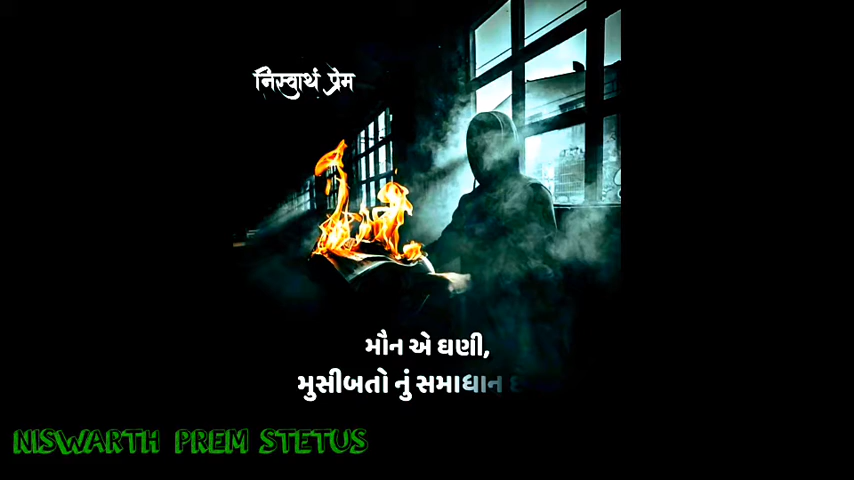 નિસ્વાર્થ પ્રેમ
મૌન એ ઘણી,
મુસીબતો નું સમાધાન
NISWARTH PREM STETUS